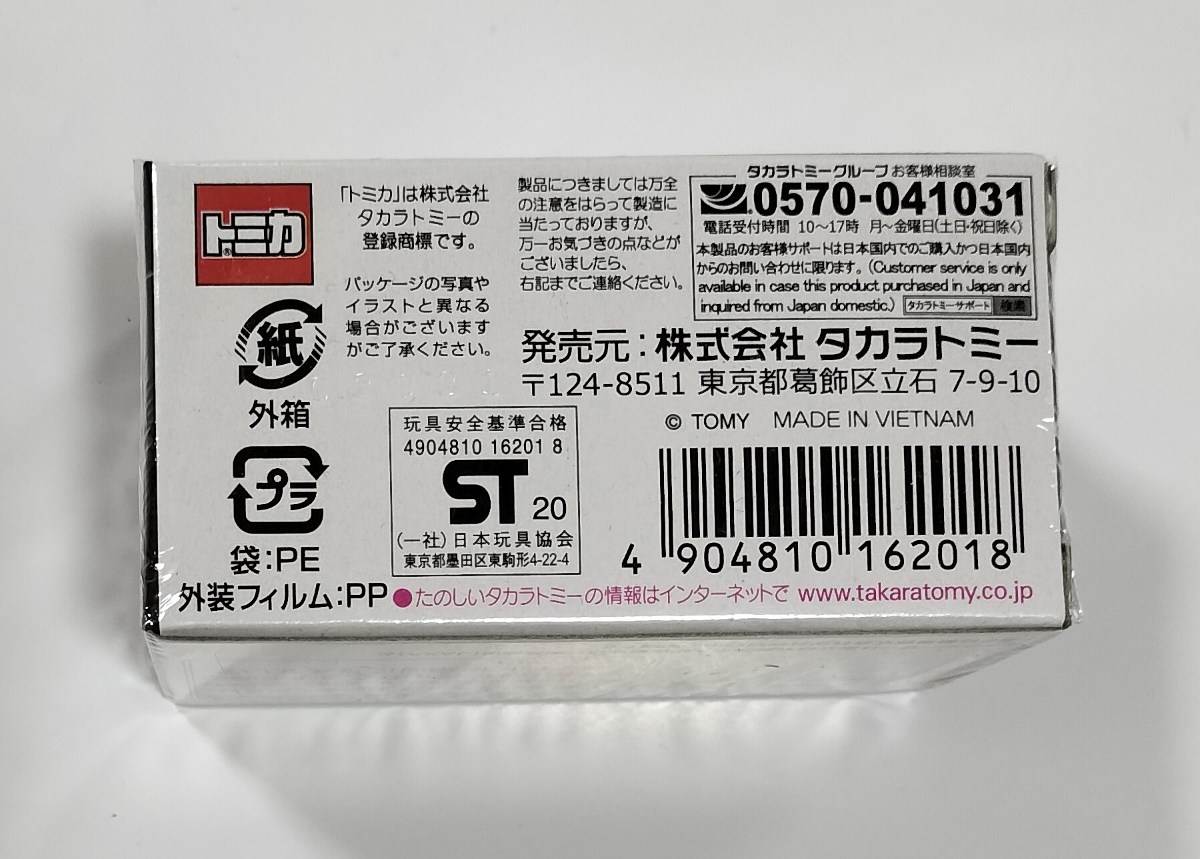 トミカ®
「トミカ」は株式会社
タカラトミーの
登録商標です。
パッケージの写真や
イラストと異なる
場合がございます
がご了承ください。
製品につきましては万全
の注意をはらって製造に
当たっておりますが、
万一お気づきの点などが
ございましたら、
右記までご連絡ください。
タカラトミーグループ お客様相談室
0570-041031
電話受付時間 10〜17時 月〜金曜日(土日・祝日除く)
本製品のお客様サポートは日本国内でのご購入かつ日本国内
からのお問い合わせに限ります。(Customer service is only
available in case this product purchased in Japan and
inquired from Japan domestic.) タカラトミーサポート 検索
発売元:株式会社 タカラトミー
〒124-8511 東京都葛飾区立石 7-9-10
© TOMY MADE IN VIETNAM
紙
外箱
プラ
袋:PE
外装フィルム:PP
玩具安全基準合格
4904810 16201 8
ST 20
(一社)日本玩具協会
東京都墨田区東駒形4-22-4
4 904810 162018
●たのしいタカラトミーの情報はインターネットで www.takaratomy.co.jp